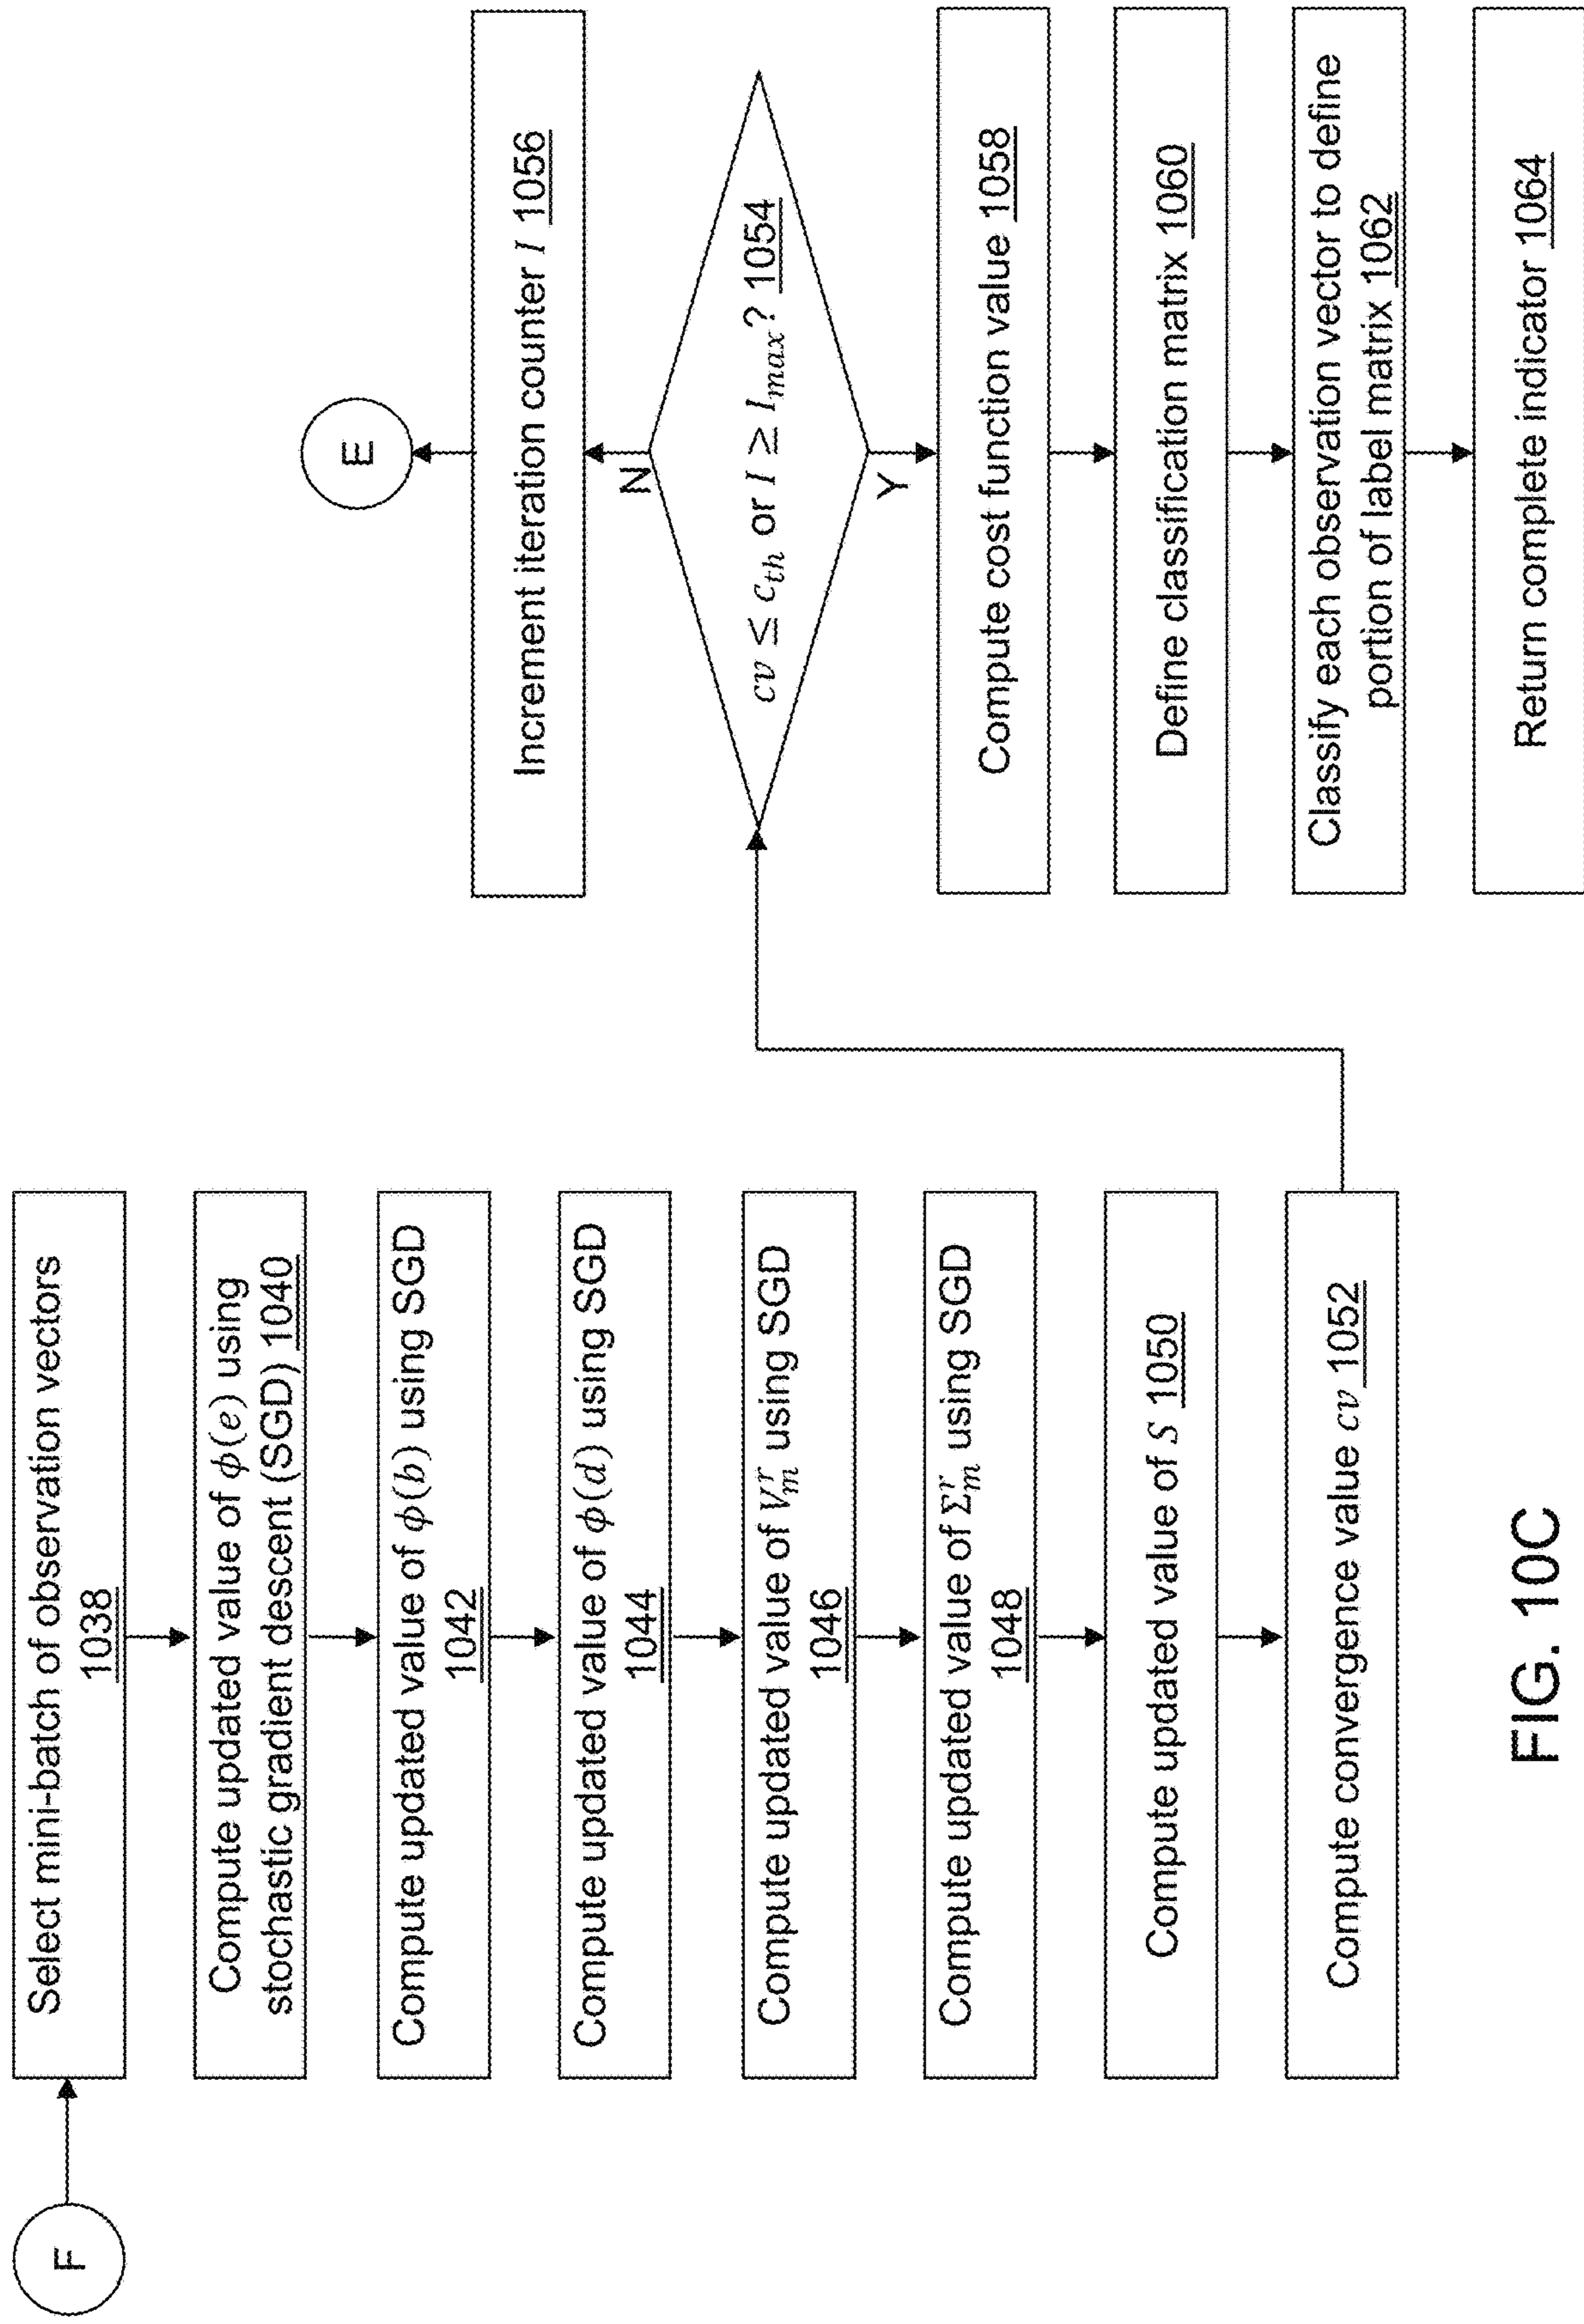 F
Select mini-batch of observation vectors
1038
Compute updated value of ϕ(e) using
stochastic gradient descent (SGD) 1040
Compute updated value of ϕ(b) using SGD
1042
Compute updated value of ϕ(d) using SGD
1044
Compute updated value of V_m^r using SGD
1046
Compute updated value of Σ_m^r using SGD
1048
Compute updated value of S 1050
Compute convergence value cv 1052
E
Increment iteration counter I 1056
N
cv ≤ c_th or I ≥ I_max? 1054
Y
Compute cost function value 1058
Define classification matrix 1060
Classify each observation vector to define
portion of label matrix 1062
Return complete indicator 1064
FIG. 10C